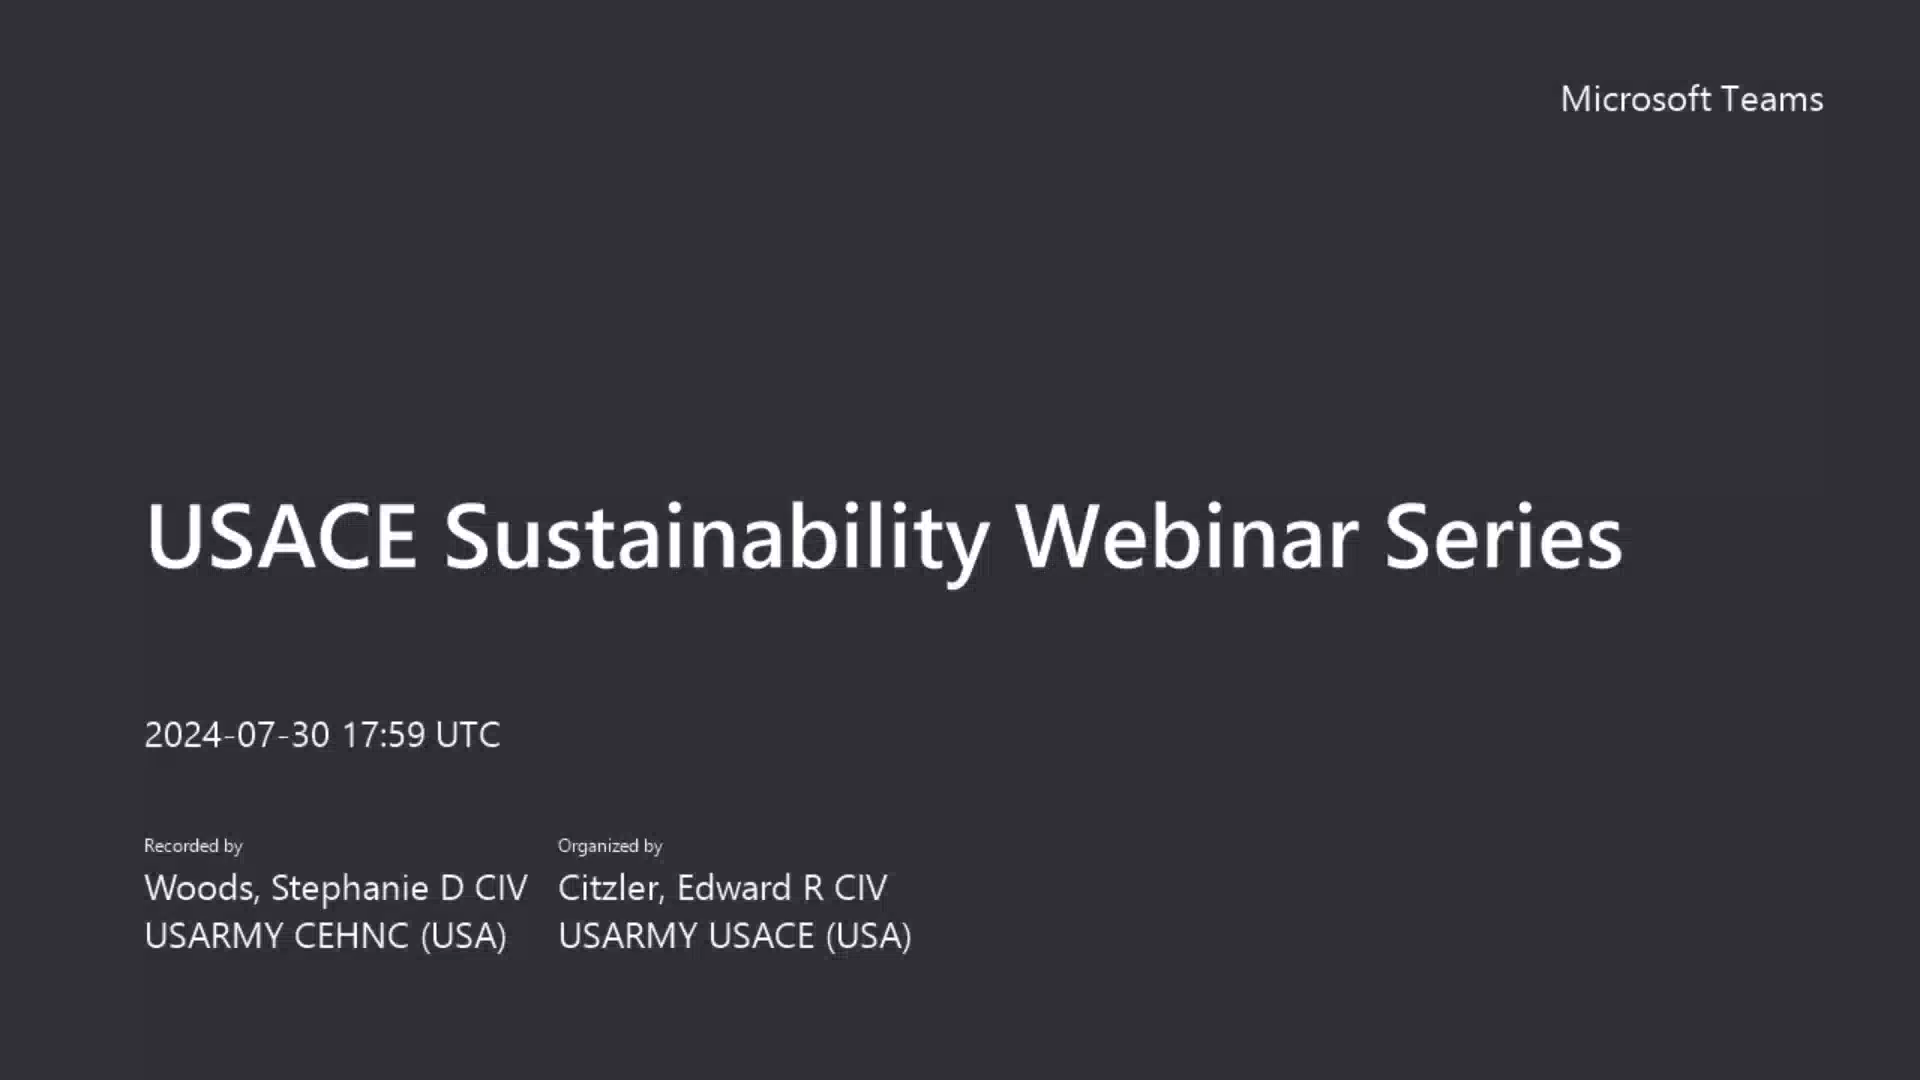 Microsoft Teams
USACE Sustainability Webinar Series
2024-07-30 17:59 UTC
Recorded by
Woods, Stephanie D CIV
USARMY CEHNC (USA)
Organized by
Citzler, Edward R CIV
USARMY USACE (USA)